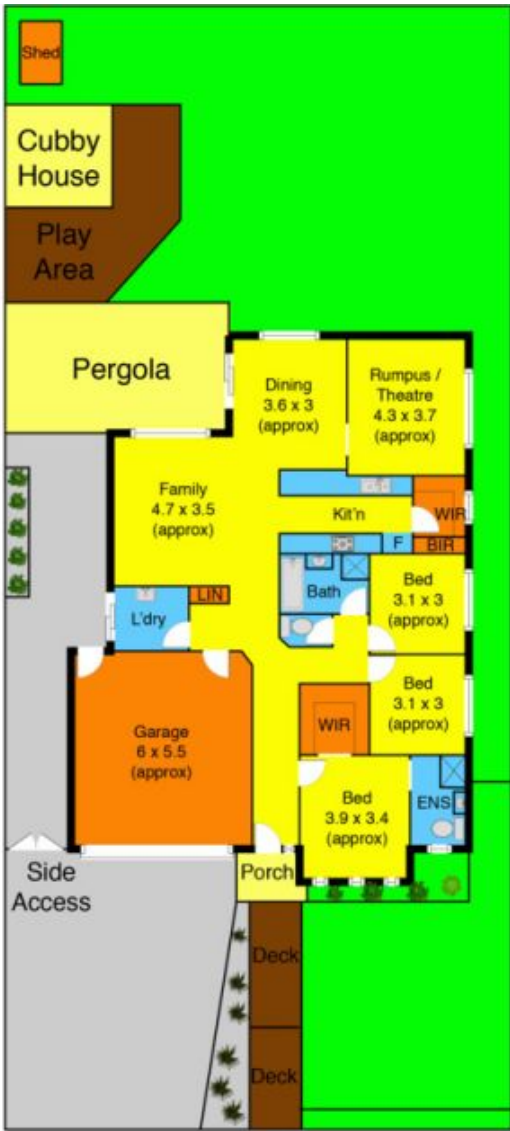 Shed
Cubby
House
Play
Area
Pergola
Dining
3.6 x 3
(approx)
Rumpus /
Theatre
4.3 x 3.7
(approx)
Family
4.7 x 3.5
(approx)
Kit'n
WIR
F
BIR
Bath
Bed
3.1 x 3
(approx)
LIN
L'dry
Bed
3.1 x 3
(approx)
WIR
Garage
6 x 5.5
(approx)
Bed
3.9 x 3.4
(approx)
ENS
Side
Access
Porch
Deck
Deck